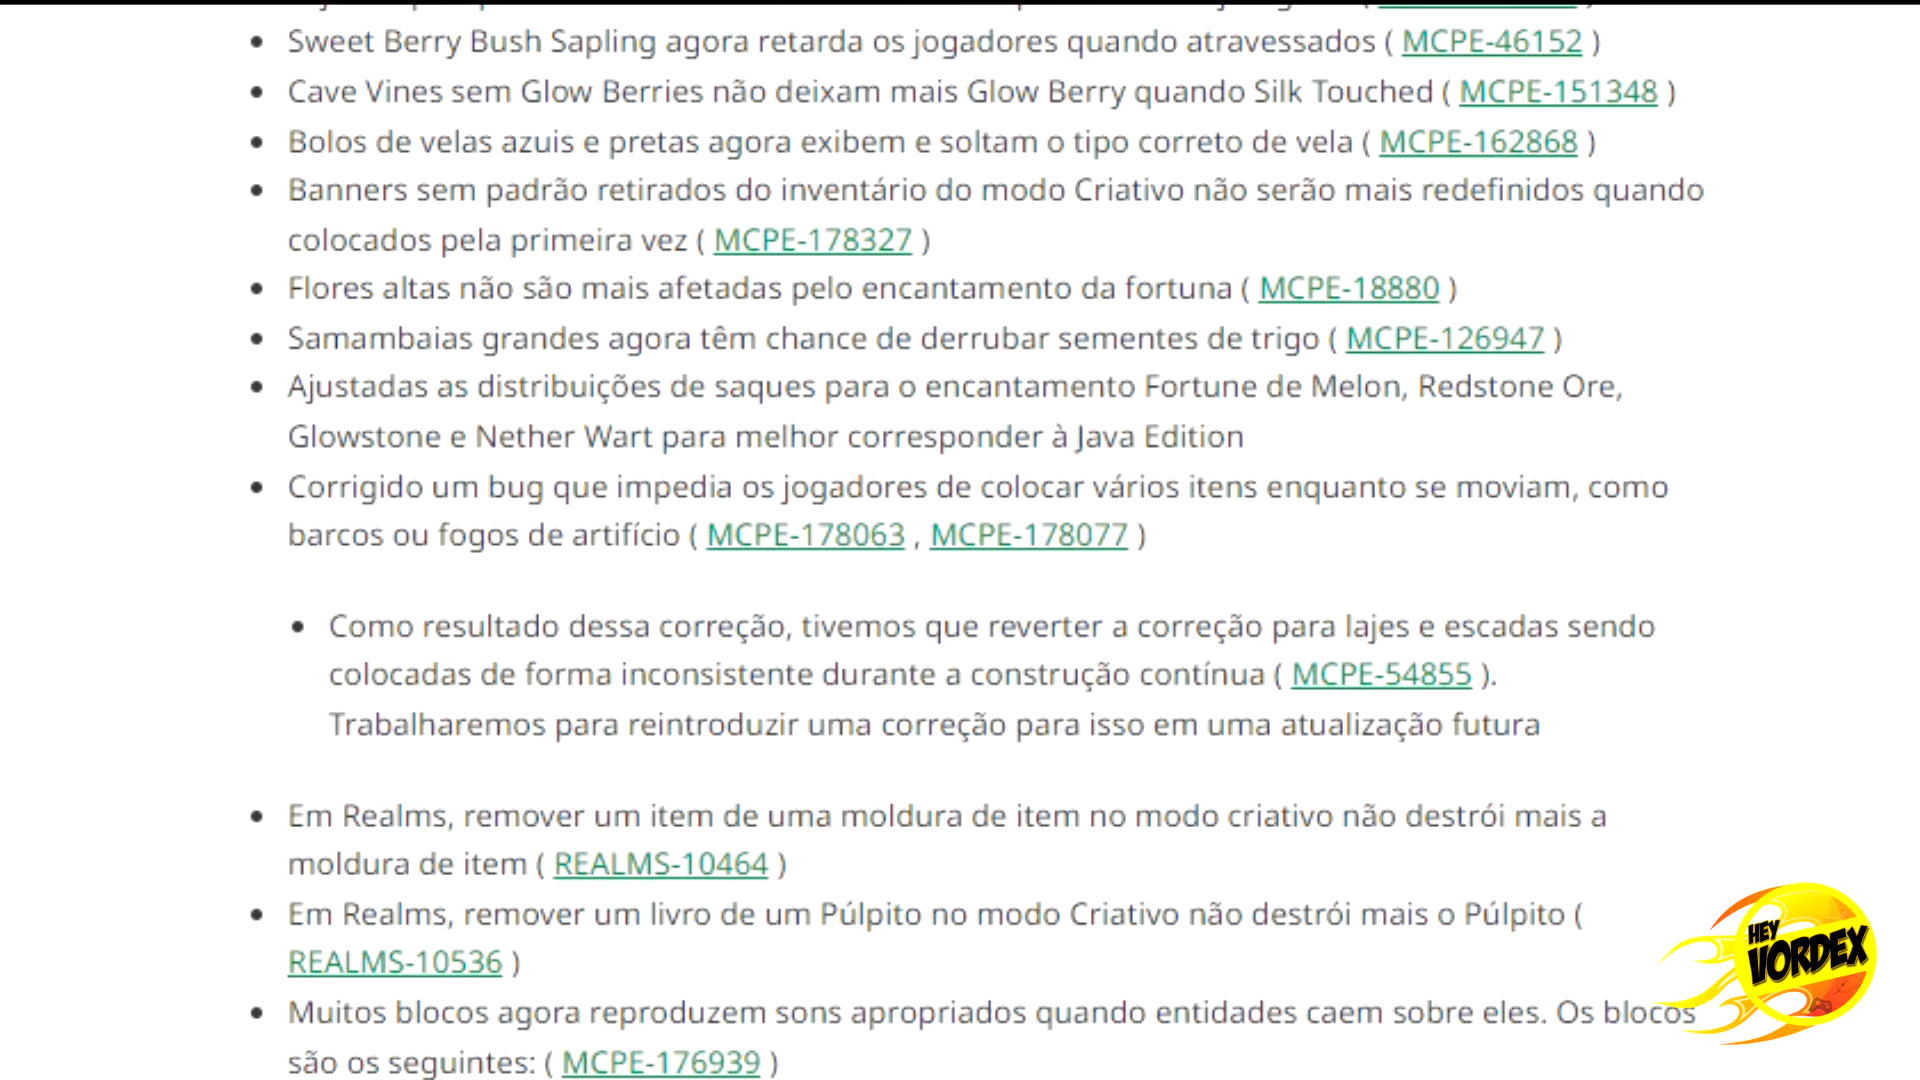 Sweet Berry Bush Sapling agora retarda os jogadores quando atravessados ( MCPE-46152 )
Cave Vines sem Glow Berries não deixam mais Glow Berry quando Silk Touched ( MCPE-151348 )
Bolos de velas azuis e pretas agora exibem e soltam o tipo correto de vela ( MCPE-162868 )
Banners sem padrão retirados do inventário do modo Criativo não serão mais redefinidos quando
colocados pela primeira vez ( MCPE-178327 )
Flores altas não são mais afetadas pelo encantamento da fortuna ( MCPE-18880 )
Samambaias grandes agora têm chance de derrubar sementes de trigo ( MCPE-126947 )
Ajustadas as distribuições de saques para o encantamento Fortune de Melon, Redstone Ore,
Glowstone e Nether Wart para melhor corresponder à Java Edition
Corrigido um bug que impedia os jogadores de colocar vários itens enquanto se moviam, como
barcos ou fogos de artifício ( MCPE-178063 , MCPE-178077 )
Como resultado dessa correção, tivemos que reverter a correção para lajes e escadas sendo
colocadas de forma inconsistente durante a construção contínua ( MCPE-54855 ).
Trabalharemos para reintroduzir uma correção para isso em uma atualização futura
Em Realms, remover um item de uma moldura de item no modo criativo não destrói mais a
moldura de item ( REALMS-10464 )
Em Realms, remover um livro de um Púlpito no modo Criativo não destrói mais o Púlpito (
REALMS-10536 )
Muitos blocos agora reproduzem sons apropriados quando entidades caem sobre eles. Os blocos
são os seguintes: ( MCPE-176939 )
HEY
VORDEX